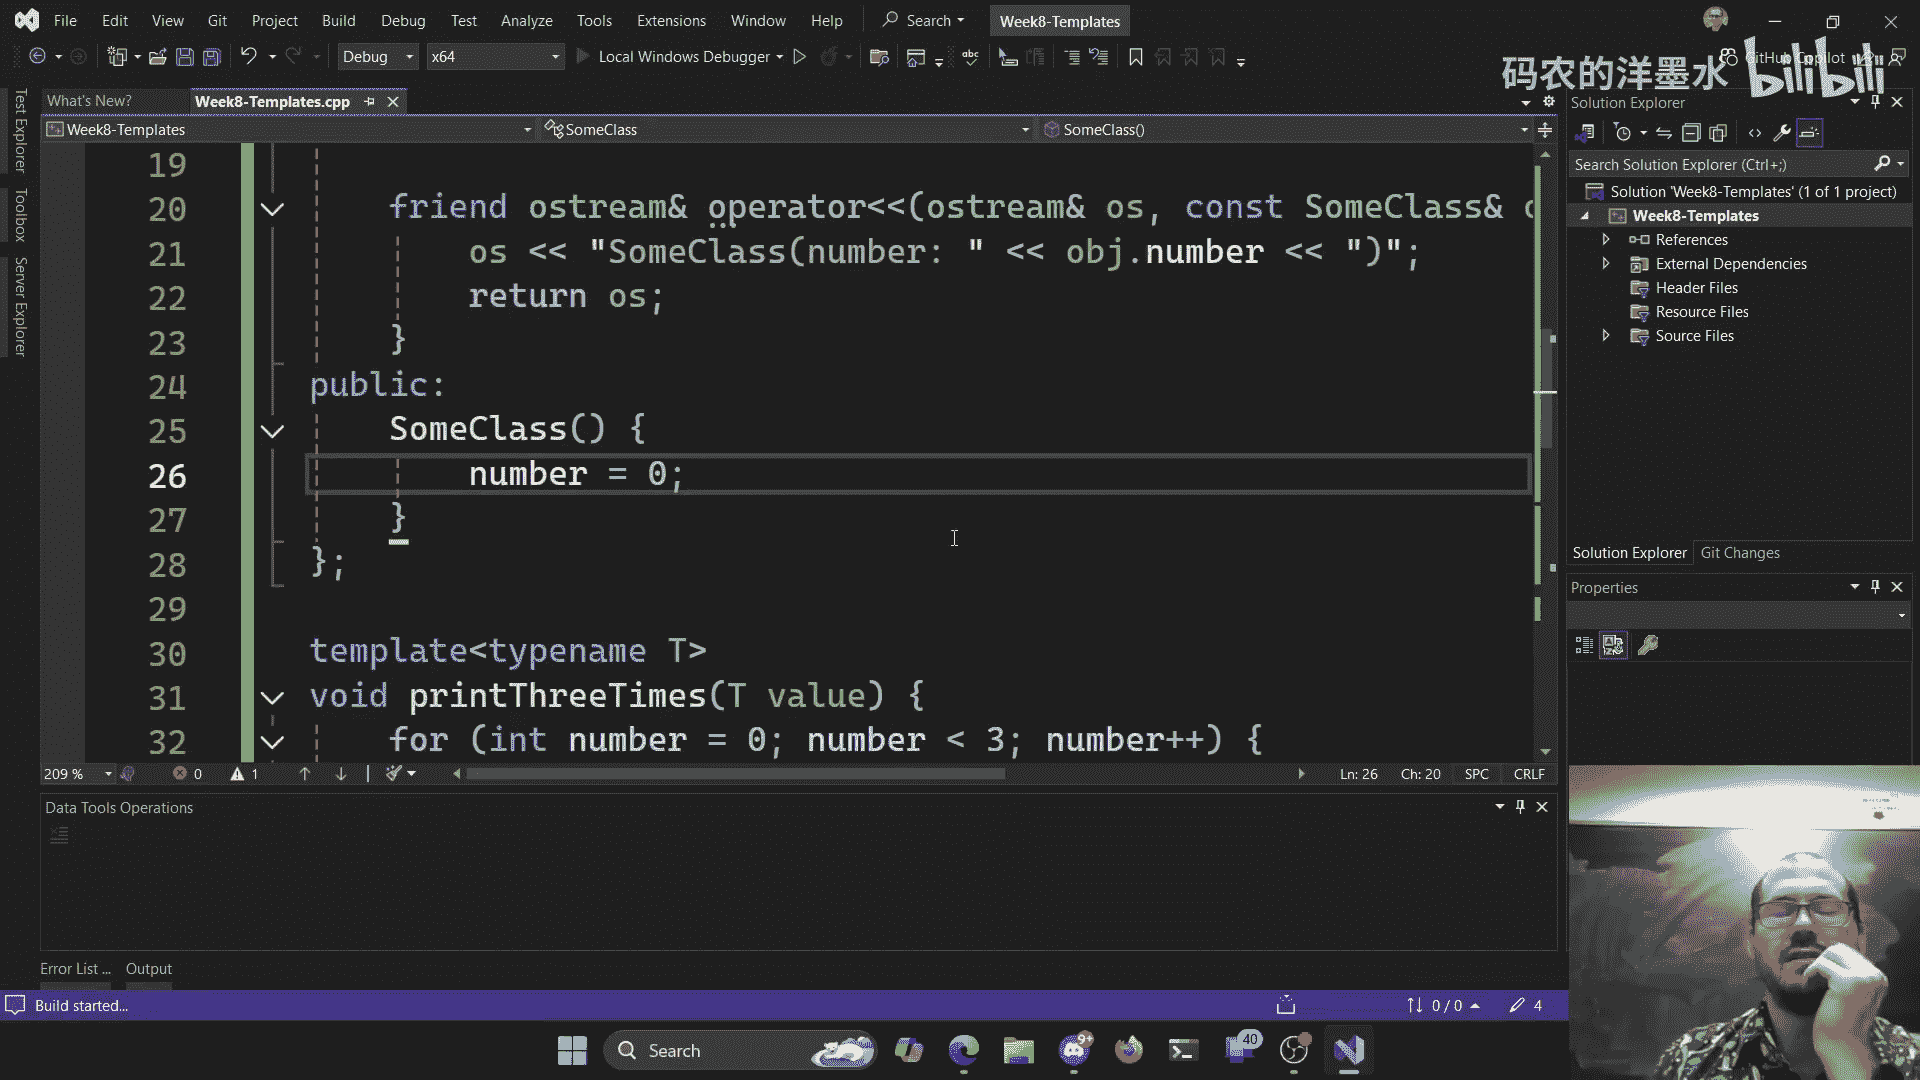 File Edit View Git Project Build Debug Test Analyze Tools Extensions Window Help Search Week8-Templates
Debug x64 Local Windows Debugger
码农的洋墨水 bilibili
GitHub Copilot
What's New? Week8-Templates.cpp
Week8-Templates SomeClass SomeClass()
Test Explorer
Toolbox
Server Explorer
19
20 friend ostream& operator<<(ostream& os, const SomeClass&
21 os << "SomeClass(number: " << obj.number << ")";
22 return os;
23 }
24 public:
25 SomeClass() {
26 number = 0;
27 }
28 };
29
30 template<typename T>
31 void printThreeTimes(T value) {
32 for (int number = 0; number < 3; number++) {
209 % 0 1 Ln: 26 Ch: 20 SPC CRLF
Data Tools Operations
Error List ... Output
Build started... 0 / 0 4
Solution Explorer
Search Solution Explorer (Ctrl+;)
Solution 'Week8-Templates' (1 of 1 project)
Week8-Templates
References
External Dependencies
Header Files
Resource Files
Source Files
Solution Explorer Git Changes
Properties
Search
9+
40